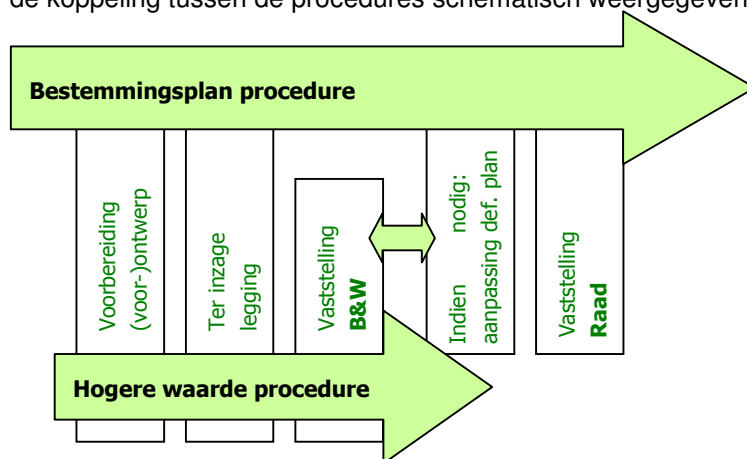 de koppeling tussen de procedures schematisch weergegeven
Bestemmingsplan procedure
Voorbereiding
(voor-)ontwerp
Ter inzage
legging
Vaststelling
B&W
Indien nodig:
aanpassing def. plan
Vaststelling
Raad
Hogere waarde procedure